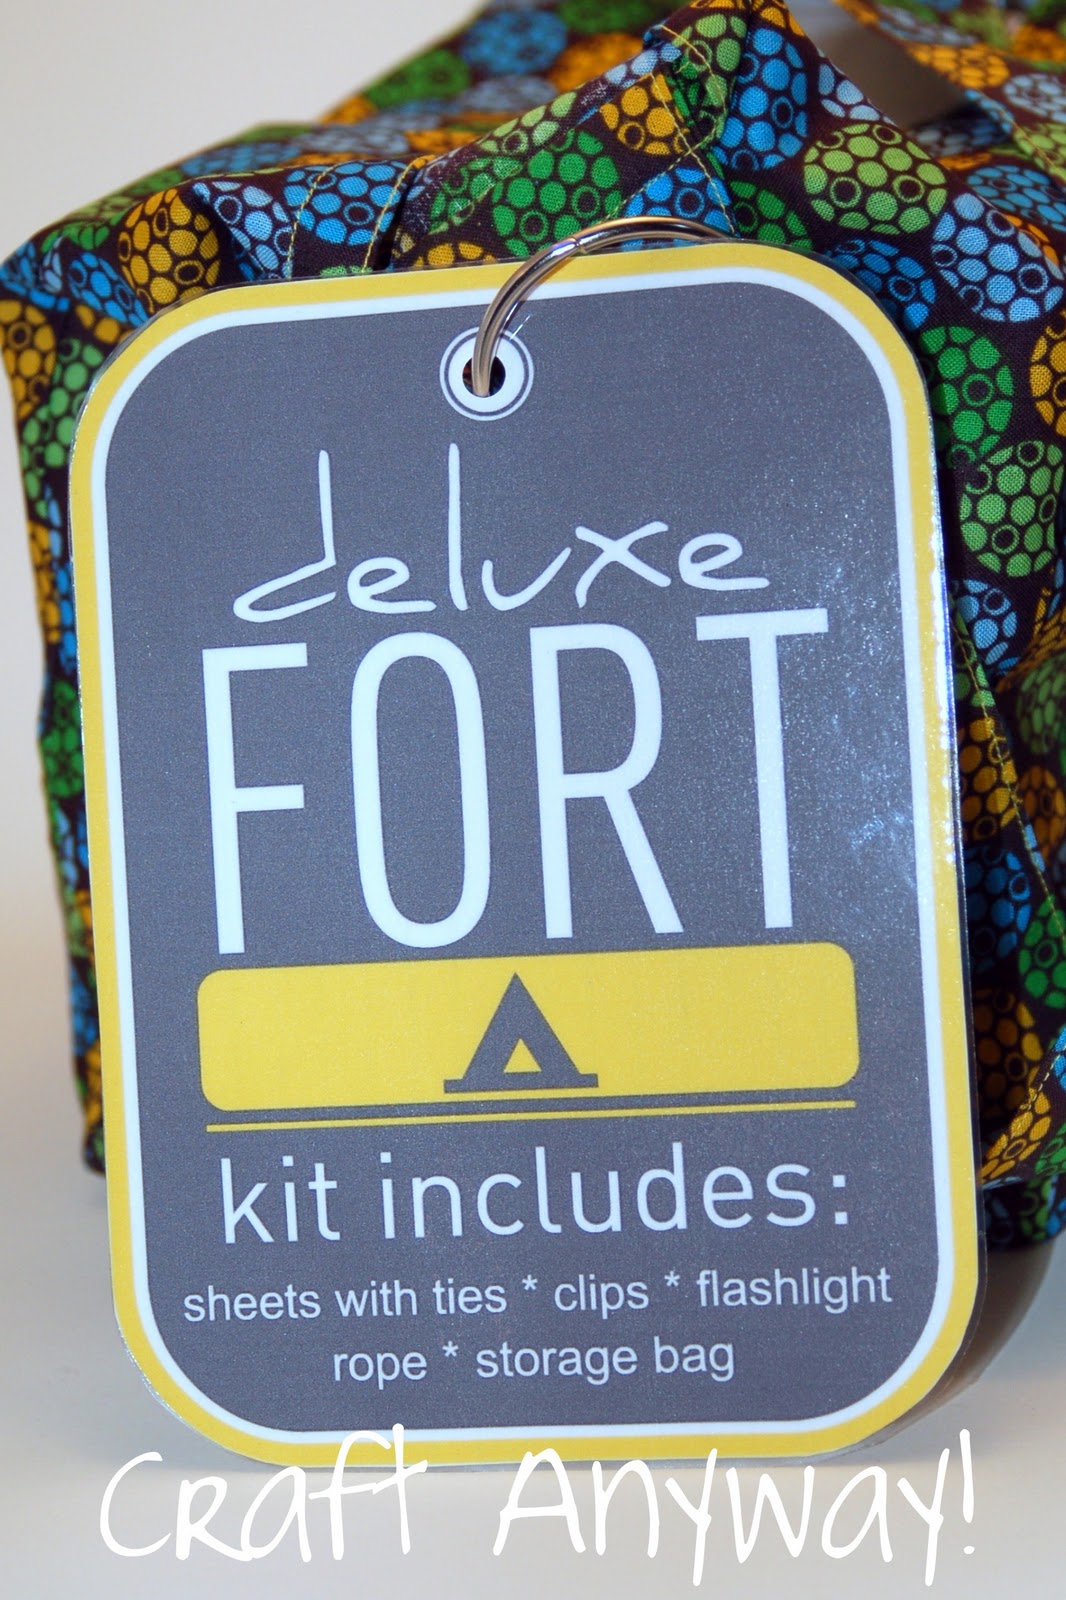 deluxe
FORT
kit includes:
sheets with ties * clips * flashlight
rope * storage bag
Craft Anyway!